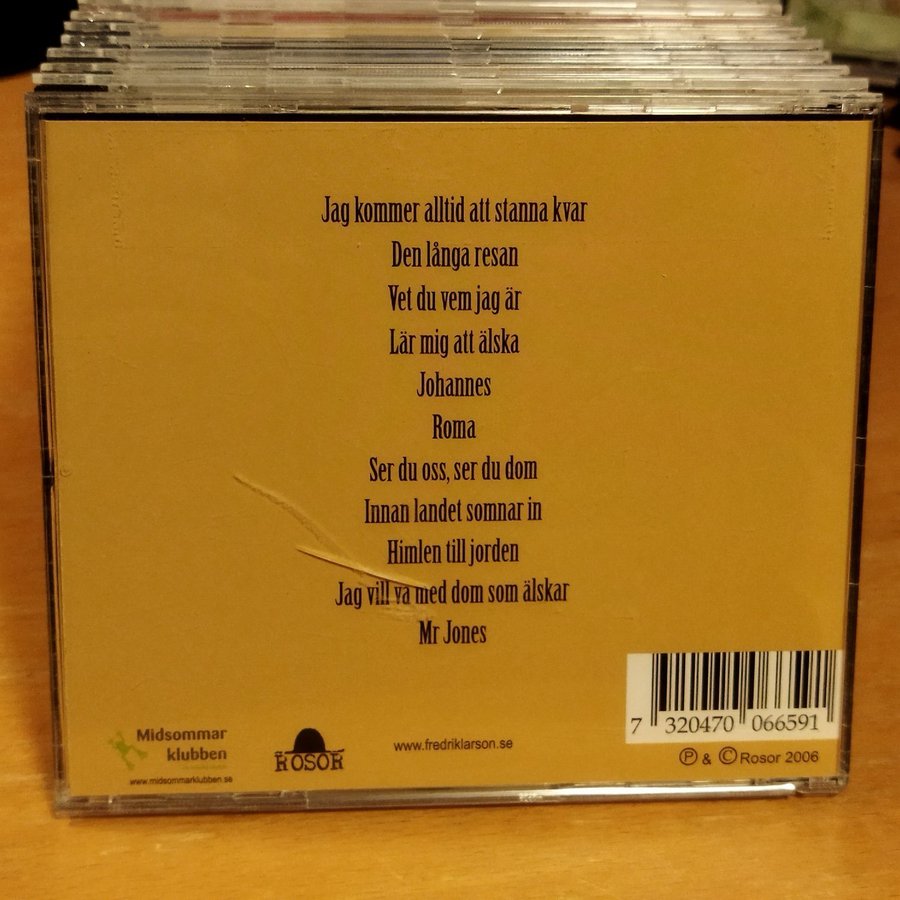 Jag kommer alltid att stanna kvar
Den långa resan
Vet du vem jag är
Lär mig att älska
Johannes
Roma
Ser du oss, ser du dom
Innan landet somnar in
Himlen till jorden
Jag vill va med dom som älskar
Mr Jones
7 320470 066591
Midsommar
klubben
www.midsommarklubben.se
ROSOR
www.fredriklarson.se
Ⓟ & © Rosor 2006